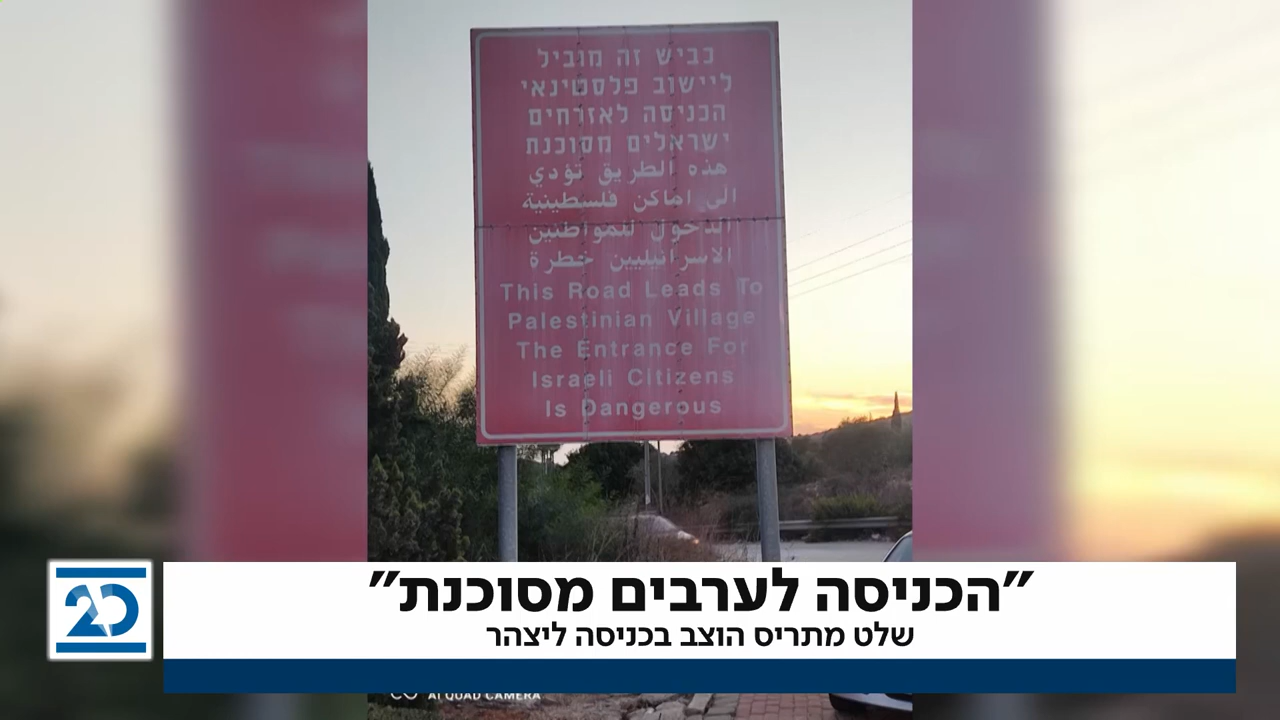 כביש זה מוביל
ליישוב פלסטינאי
הכניסה לאזרחים
ישראלים מסוכנת
هذه الطريق تؤدي
الى اماكن فلسطينية
الدخول للمواطنين
الاسرائيليين خطرة
This Road Leads To
Palestinian Village
The Entrance For
Israeli Citizens
Is Dangerous
20
"הכניסה לערבים מסוכנת"
שלט מתריס הוצב בכניסה ליצהר
AI QUAD CAMERA